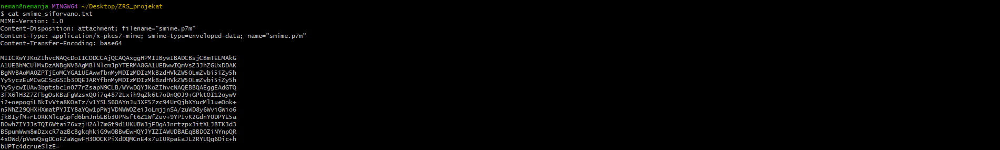 neman@nemanja MINGW64 ~/Desktop/ZRS_projekat
$ cat smime_siforvano.txt
MIME-Version: 1.0
Content-Disposition: attachment; filename="smime.p7m"
Content-Type: application/x-pkcs7-mime; smime-type=enveloped-data; name="smime.p7m"
Content-Transfer-Encoding: base64
MIICRwYJKoZIhvcNAQcDoIICODCCAjQCAQAxggHPMIIBywIBADCBsjCBmTELMAkG
A1UEBhMCUlMxDzANBgNVBAgMBlNlcmJpYTERMA8GA1UEBwwIQmVsZ3JhZGUxDDAK
BgNVBAoMA0ZPTjEoMCYGA1UEAwwfbnMyMDIzMDIzMkBzdHVkZW50LmZvbi5iZy5h
Yy5yczEuMCwGCSqGSIb3DQEJARYfbnMyMDIzMDIzMkBzdHVkZW50LmZvbi5iZy5h
Yy5ycwIUAw3bptsbc1nO77rZsapN9CLB/WYwDQYJKoZIhvcNAQEBBQAEggEAdGTQ
3FX6lH3Z7ZFbgOsKBaFgWzsxQOi7q4872Lxih9qZk6t7oDnQOJ9+GPktOI12oywV
i2+oepogiLBkIvVta8KOaTz/v1YSLS6OAYnJu3XF57zc94UrQjbXYucMl1ueOok+
n5NhZ29QHXHXmatPYJIY8aYQw1pPWjVDNWWOZeiJoLmjjnSA/zuWD8y6WviGWio6
jkBIyfM+rLORKNlcgGpfd6bmJnbEBb3OPNsft6Z1WfZuv+9YPIvK2GdnYODPYE5a
BOwh7IYJJsTQI6Wtai76xzjH2Al7mGt9d1UKUBW3jFDgAJnrtzpx3itXLJBTK3d3
BSpumWwm8mDzxcR7azBcBgkqhkiG9w0BBwEwHQYJYIZIAWUDBAEqBBDOZiNYnpQR
4xOWd/pVwoQsgDCoFZaWgwFH3OOCKPiXdDQMCnE4x7uIURpaEaJL2RYUQq6Oic+h
bUPTc4dcrueSlzE=